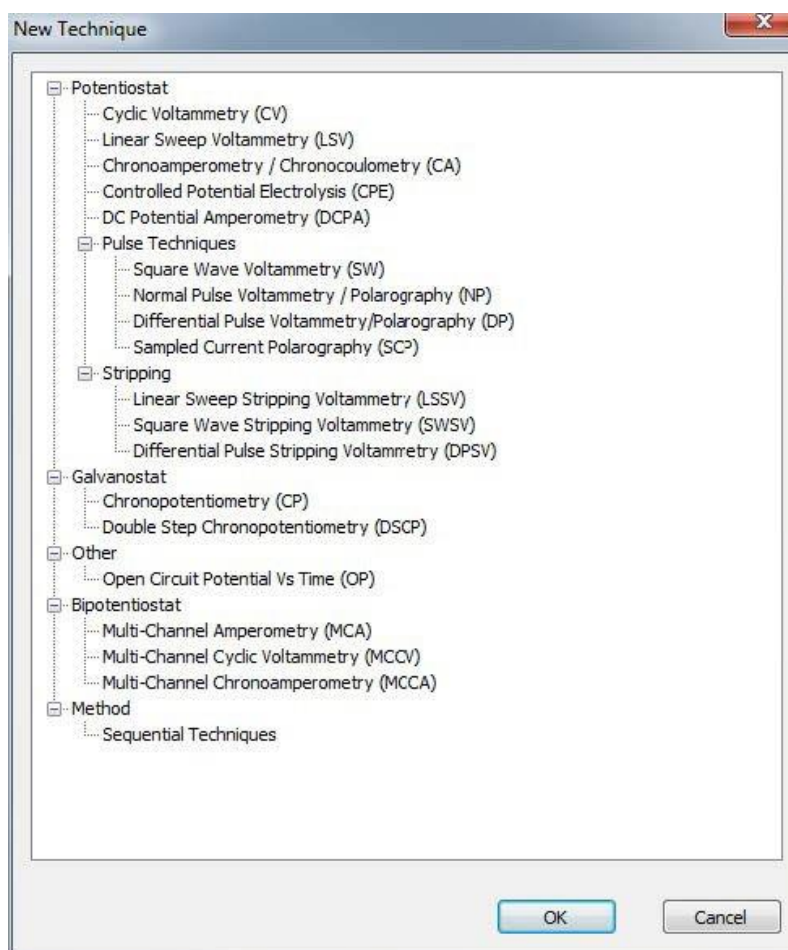 New Technique
Potentiostat
Cyclic Voltammetry (CV)
Linear Sweep Voltammetry (LSV)
Chronoamperometry / Chronocoulometry (CA)
Controlled Potential Electrolysis (CPE)
DC Potential Amperometry (DCPA)
Pulse Techniques
Square Wave Voltammetry (SW)
Normal Pulse Voltammetry / Polarography (NP)
Differential Pulse Voltammetry/Polarography (DP)
Sampled Current Polarography (SCP)
Stripping
Linear Sweep Stripping Voltammetry (LSSV)
Square Wave Stripping Voltammetry (SWSV)
Differential Pulse Stripping Voltammetry (DPSV)
Galvanostat
Chronopotentiometry (CP)
Double Step Chronopotentiometry (DSCP)
Other
Open Circuit Potential Vs Time (OP)
Bipotentiostat
Multi-Channel Amperometry (MCA)
Multi-Channel Cyclic Voltammetry (MCCV)
Multi-Channel Chronoamperometry (MCCA)
Method
Sequential Techniques
OK Cancel